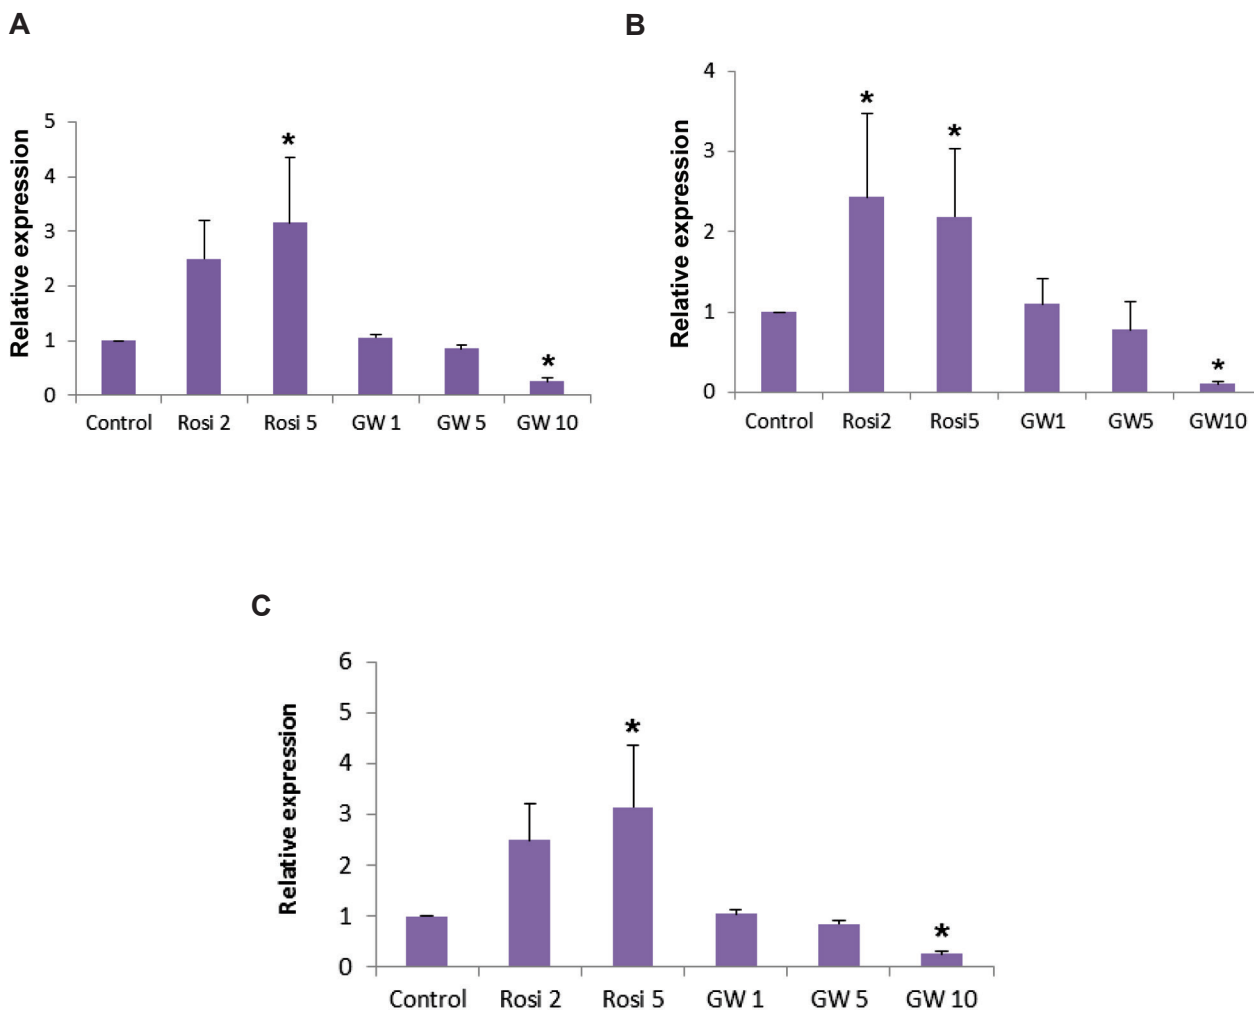 A
Relative expression
5
4
3
2
1
0
*
*
Control Rosi 2 Rosi 5 GW 1 GW 5 GW 10
B
Relative expression
4
3
2
1
0
*
*
*
Control Rosi2 Rosi5 GW1 GW5 GW10
C
Relative expression
6
5
4
3
2
1
0
*
*
Control Rosi 2 Rosi 5 GW 1 GW 5 GW 10